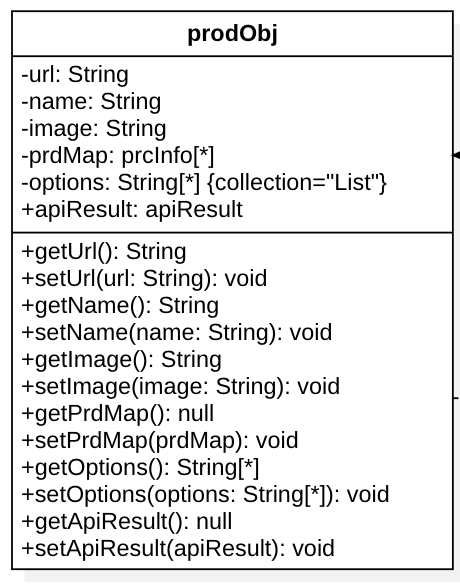 prodObj
-url: String
-name: String
-image: String
-prdMap: prcInfo[*]
-options: String[*] {collection="List"}
+apiResult: apiResult
+getUrl(): String
+setUrl(url: String): void
+getName(): String
+setName(name: String): void
+getImage(): String
+setImage(image: String): void
+getPrdMap(): null
+setPrdMap(prdMap): void
+getOptions(): String[*]
+setOptions(options: String[*]): void
+getApiResult(): null
+setApiResult(apiResult): void